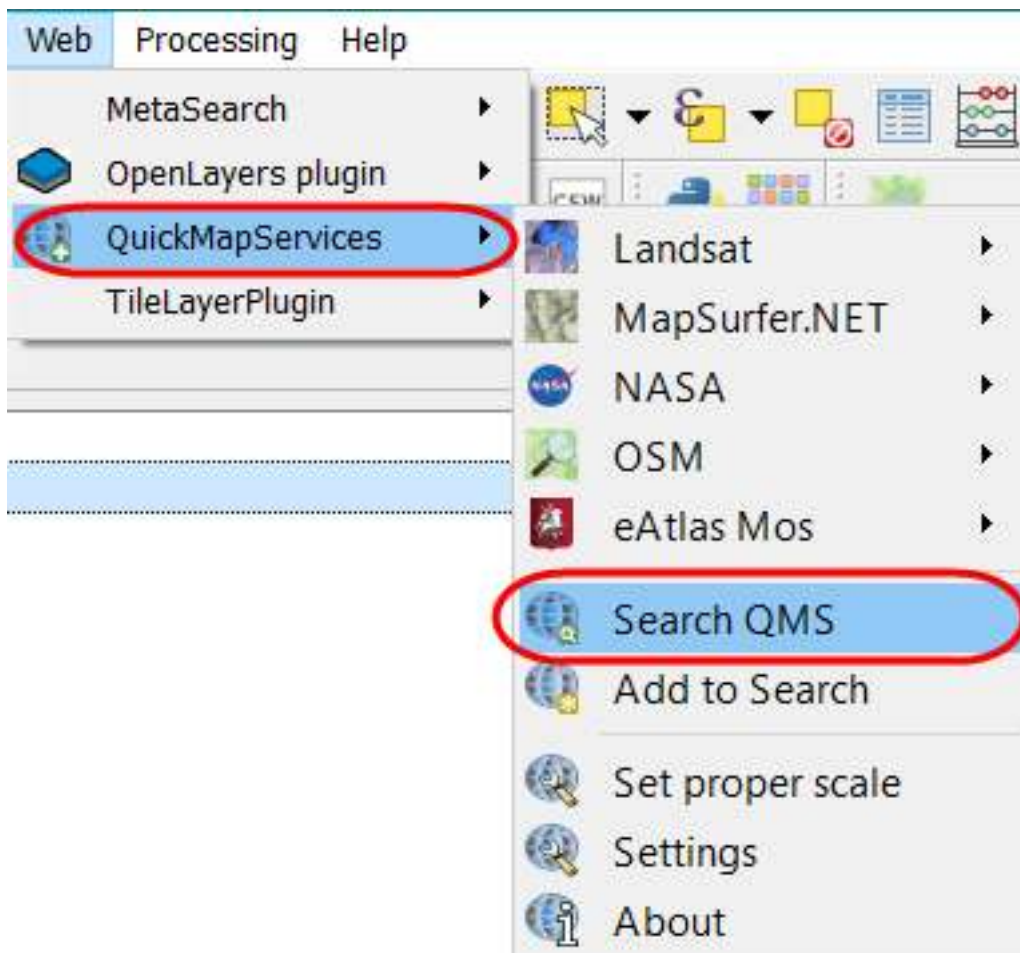 Web Processing Help
MetaSearch
OpenLayers plugin
QuickMapServices
TileLayerPlugin
CSW
Landsat
MapSurfer.NET
NASA
OSM
eAtlas Mos
Search QMS
Add to Search
Set proper scale
Settings
About